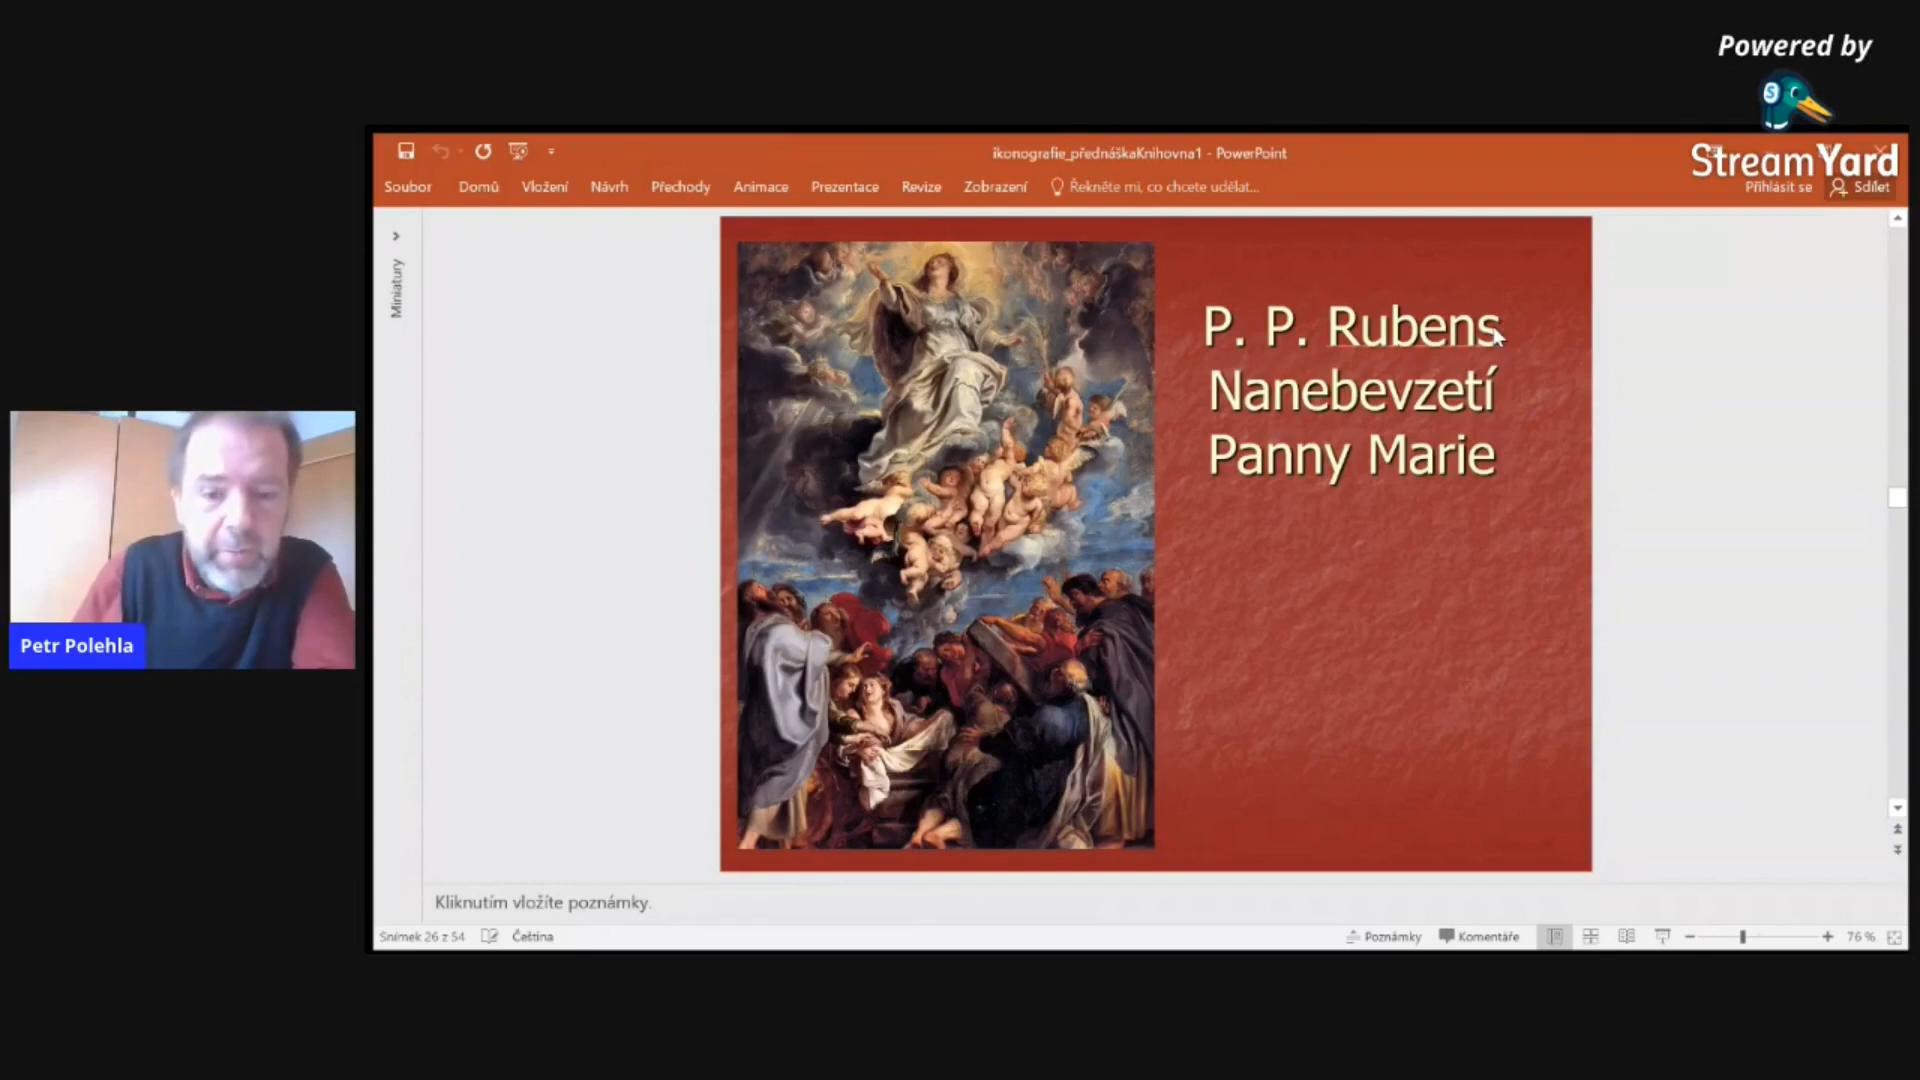 Powered by
StreamYard
ikonografie_přednáškaKnihovna1 - PowerPoint
Soubor Domů Vložení Návrh Přechody Animace Prezentace Revize Zobrazení Řekněte mi, co chcete udělat... Přihlásit se Sdílet
Miniatury
P. P. Rubens
Nanebevzetí
Panny Marie
Petr Polehla
Kliknutím vložíte poznámky.
Snímek 26 z 54 Čeština Poznámky Komentáře 76 %